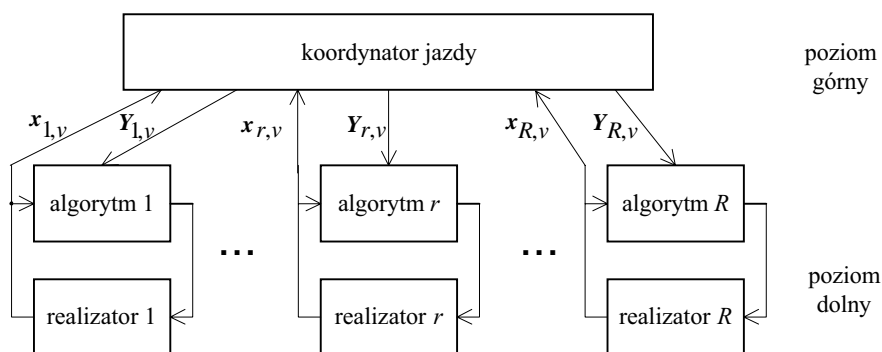 koordynator jazdy
poziom
górny
x1,v
Y1,v
xr,v
Yr,v
xR,v
YR,v
algorytm 1
algorytm r
algorytm R
...
...
poziom
dolny
realizator 1
realizator r
realizator R